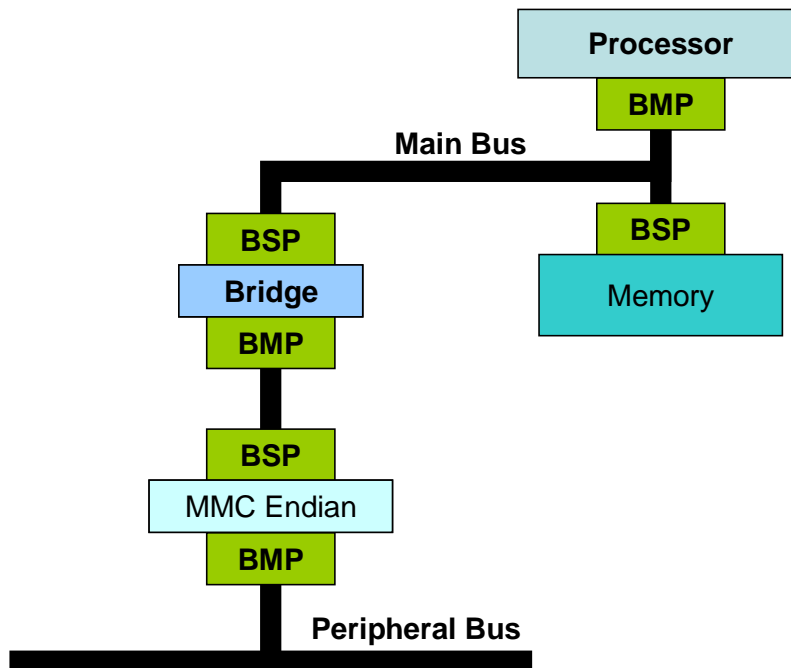 Processor
BMP
Main Bus
BSP
BSP
Bridge
Memory
BMP
BSP
MMC Endian
BMP
Peripheral Bus